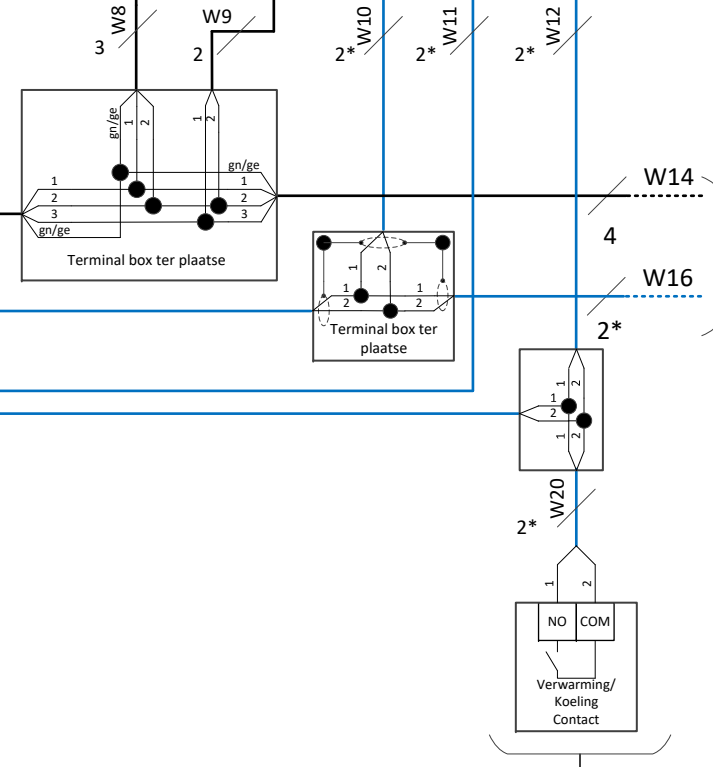 W8
3
W9
2
W10
2*
W11
2*
W12
2*
gn/ge
1
2
1
2
gn/ge
1
1
2
2
3
3
gn/ge
Terminal box ter plaatse
W14
4
1
2
1
1
2
2
Terminal box ter
plaatse
W16
2*
1
2
1
2
1
2
W20
2*
1
2
NO
COM
Verwarming/
Koeling
Contact